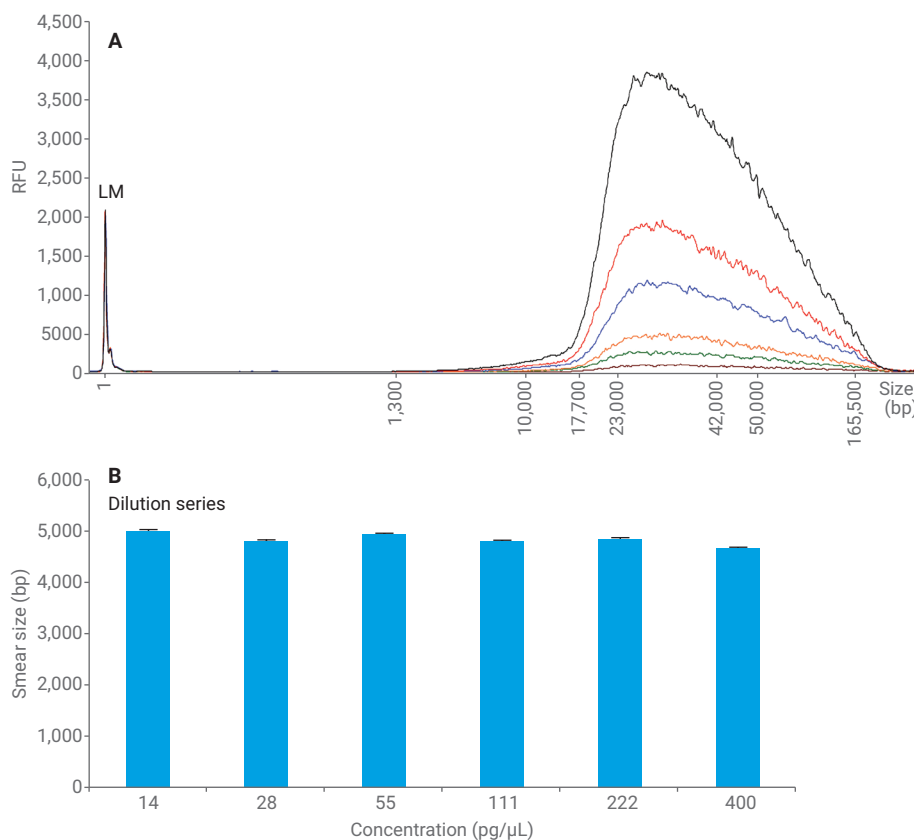 A
4,500
4,000
3,500
3,000
2,500
2,000
1,500
1,000
5000
0
RFU
LM
1
1,300
10,000
17,700
23,000
42,000
50,000
165,500
Size
(bp)
B
Dilution series
6,000
5,000
4,000
3,000
2,000
1,000
0
Smear size (bp)
14 28 55 111 222 400
Concentration (pg/µL)